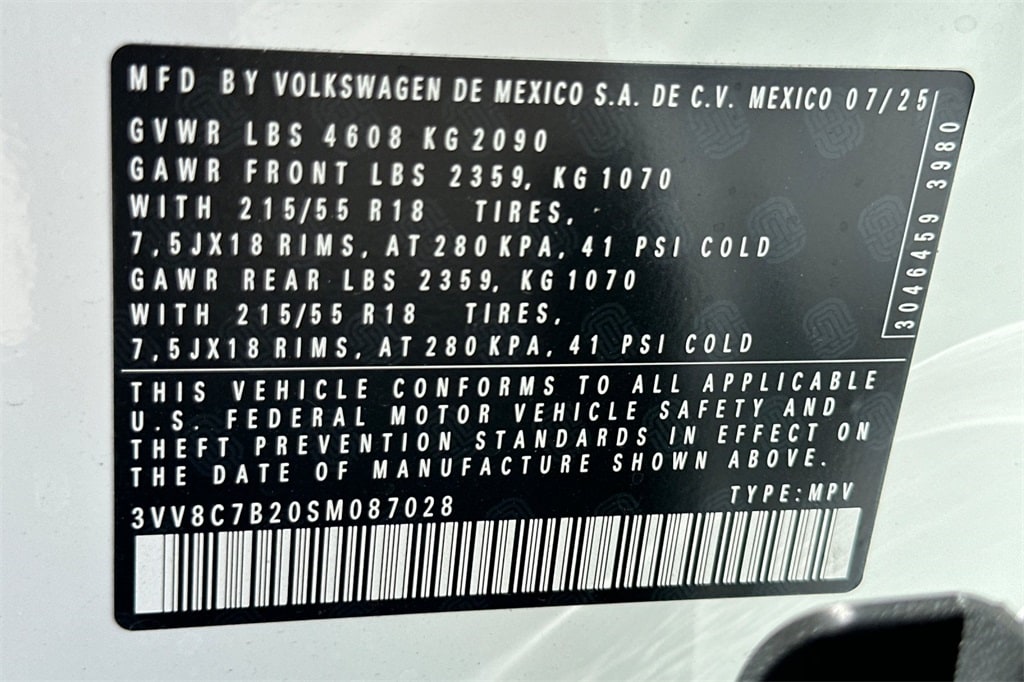 MFD BY VOLKSWAGEN DE MEXICO S.A. DE C.V. MEXICO 07/25
GVWR LBS 4608 KG 2090
GAWR FRONT LBS 2359, KG 1070
WITH 215/55 R18 TIRES,
7,5JX18 RIMS, AT 280 KPA, 41 PSI COLD
GAWR REAR LBS 2359, KG 1070
WITH 215/55 R18 TIRES,
7,5JX18 RIMS, AT 280 KPA, 41 PSI COLD
3046459 3980
THIS VEHICLE CONFORMS TO ALL APPLICABLE
U.S. FEDERAL MOTOR VEHICLE SAFETY AND
THEFT PREVENTION STANDARDS IN EFFECT ON
THE DATE OF MANUFACTURE SHOWN ABOVE.
3VV8C7B20SM087028 TYPE:MPV